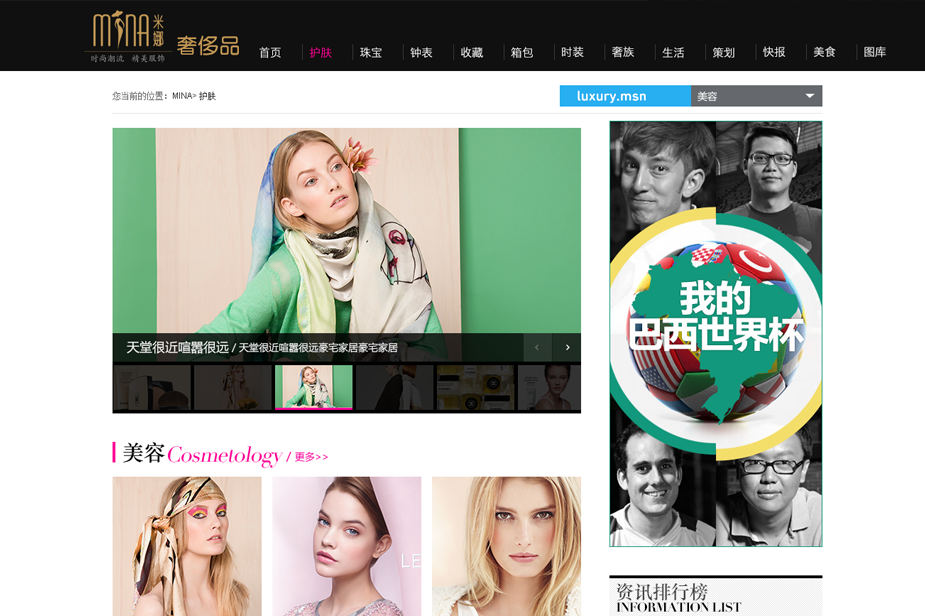 MINA 米娜 奢侈品
时尚潮流 精美服饰
首页 护肤 珠宝 钟表 收藏 箱包 时装 奢族 生活 策划 快报 美食 图库
您当前的位置：MINA> 护肤
luxury.msn 美容
我的
巴西世界杯
天堂很近喧嚣很远 / 天堂很近喧嚣很远豪宅家居豪宅家居
美容 Cosmetology / 更多>>
LE
资讯排行榜
INFORMATION LIST